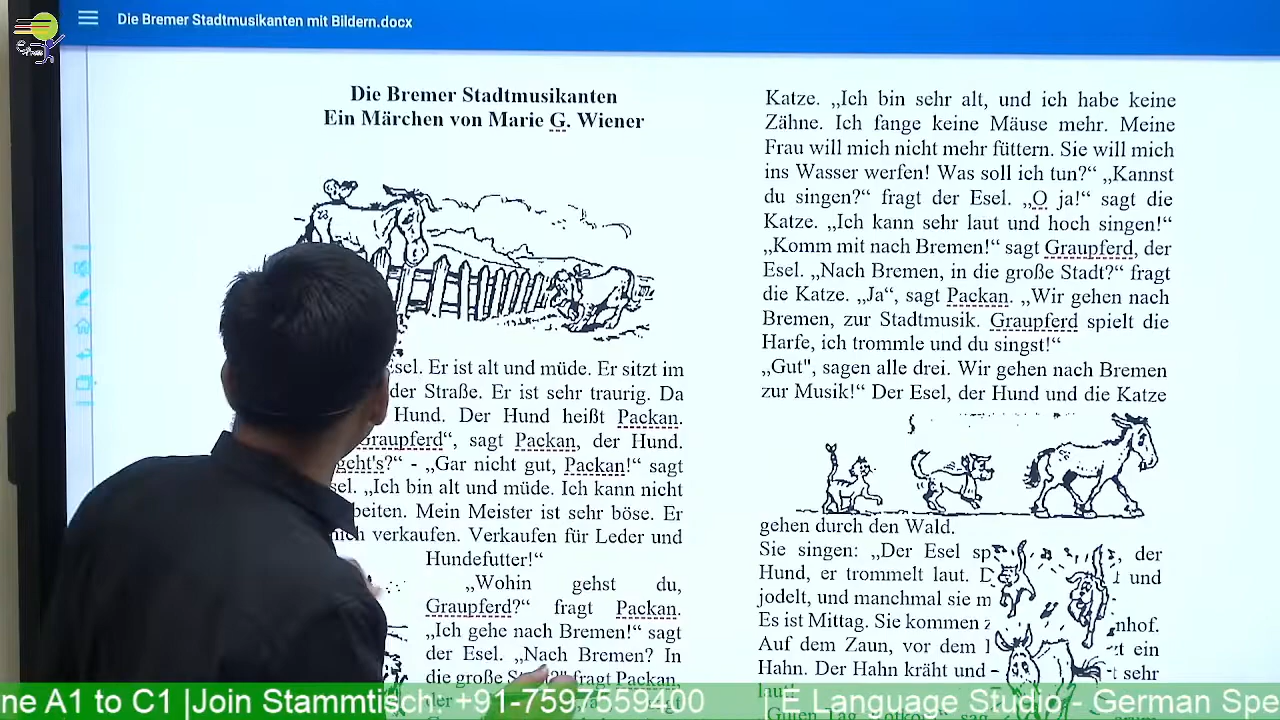 Die Bremer Stadtmusikanten mit Bildern.docx
Die Bremer Stadtmusikanten
Ein Märchen von Marie G. Wiener
Er ist alt und müde. Er sitzt im
der Straße. Er ist sehr traurig. Da
Hund. Der Hund heißt Packan.
Graupferd“, sagt Packan, der Hund.
geht's?“ - „Gar nicht gut, Packan!“ sagt
„Ich bin alt und müde. Ich kann nicht
Mein Meister ist sehr böse. Er
verkaufen. Verkaufen für Leder und
Hundefutter!“
„Wohin gehst du,
Graupferd?“ fragt Packan.
„Ich gehe nach Bremen!“ sagt
der Esel. „Nach Bremen? In
die große fragt Packan,
Katze. „Ich bin sehr alt, und ich habe keine
Zähne. Ich fange keine Mäuse mehr. Meine
Frau will mich nicht mehr füttern. Sie will mich
ins Wasser werfen! Was soll ich tun?“ „Kannst
du singen?“ fragt der Esel. „O ja!“ sagt die
Katze. „Ich kann sehr laut und hoch singen!“
„Komm mit nach Bremen!“ sagt Graupferd, der
Esel. „Nach Bremen, in die große Stadt?“ fragt
die Katze. „Ja“, sagt Packan. „Wir gehen nach
Bremen, zur Stadtmusik. Graupferd spielt die
Harfe, ich trommle und du singst!“
„Gut", sagen alle drei. Wir gehen nach Bremen
zur Musik!“ Der Esel, der Hund und die Katze
gehen durch den Wald.
Sie singen: „Der Esel sp , der
Hund, er trommelt laut. D und
jodelt, und manchmal sie m
Es ist Mittag. Sie kommen nhof.
Auf dem Zaun, vor dem ein
Hahn. Der Hahn kräht und sehr
ne A1 to C1 |Join Stammtisch: +91-7597559400 | E Language Studio - German Spe